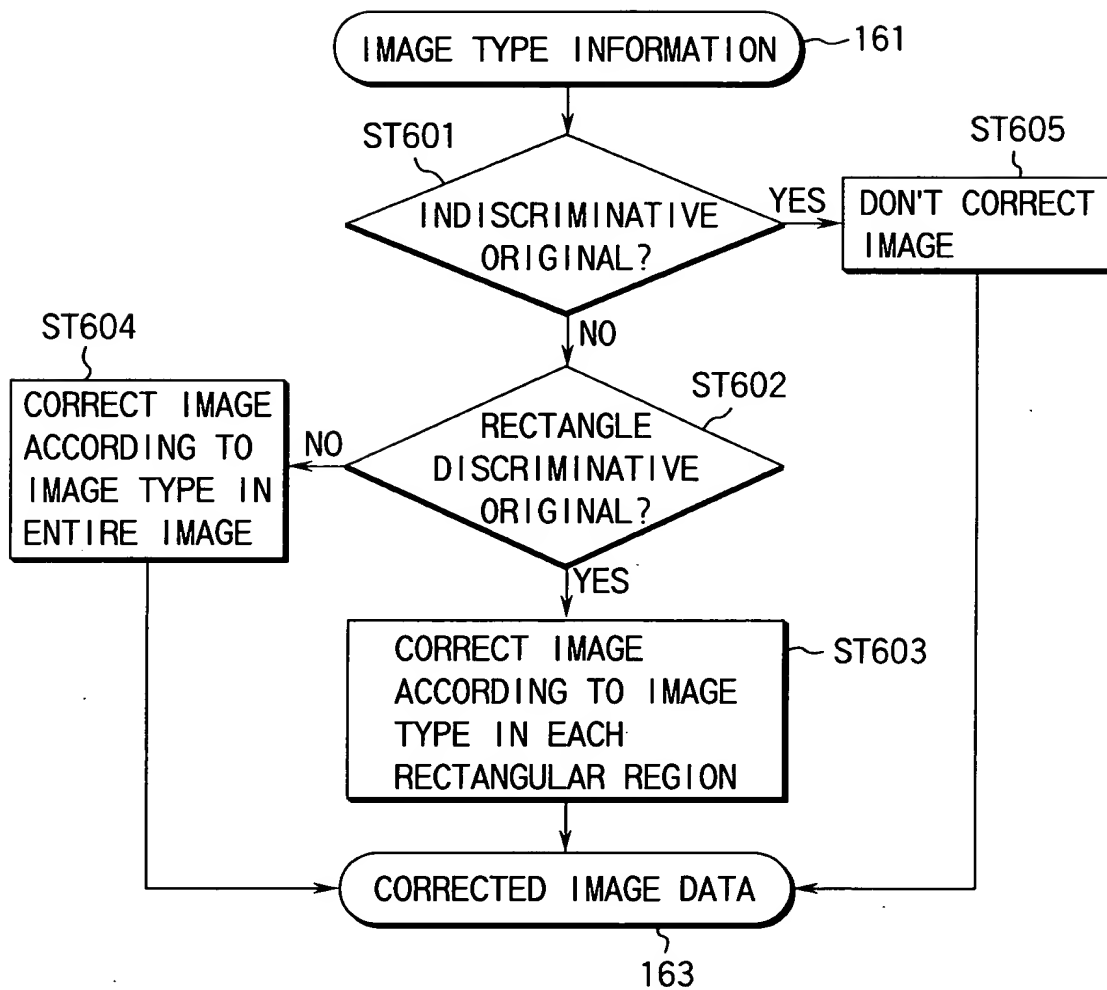 IMAGE TYPE INFORMATION
161
ST601
INDISCRIMINATIVE
ORIGINAL?
YES
ST605
DON'T CORRECT
IMAGE
NO
ST604
CORRECT IMAGE
ACCORDING TO
IMAGE TYPE IN
ENTIRE IMAGE
NO
ST602
RECTANGLE
DISCRIMINATIVE
ORIGINAL?
YES
ST603
CORRECT IMAGE
ACCORDING TO IMAGE
TYPE IN EACH
RECTANGULAR REGION
CORRECTED IMAGE DATA
163